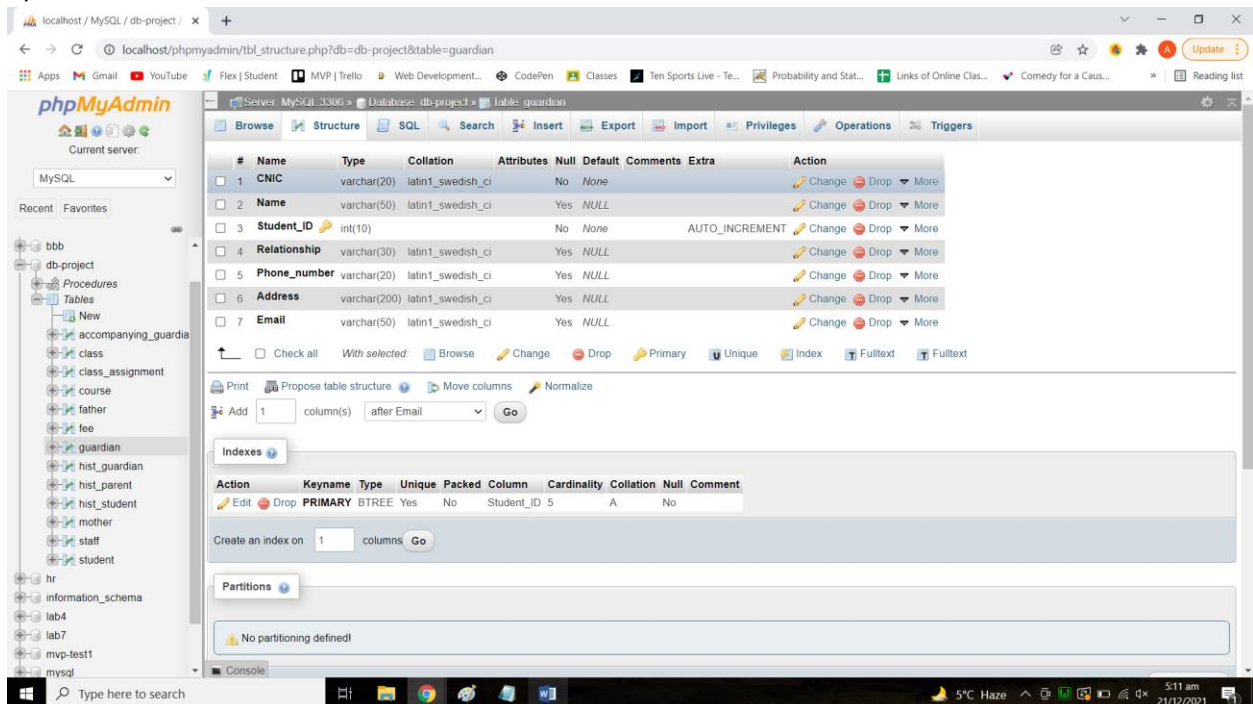 localhost / MySQL / db-project /
localhost/phpmyadmin/tbl_structure.php?db=db-project&table=guardian
Update
Apps Gmail YouTube Flex | Student MVP | Trello Web Development... CodePen Classes Ten Sports Live - Te... Probability and Stat... Links of Online Clas... Comedy for a Caus... » Reading list
phpMyAdmin
Current server:
MySQL
Recent Favorites
bbb
db-project
Procedures
Tables
New
accompanying_guardia
class
class_assignment
course
father
fee
guardian
hist_guardian
hist_parent
hist_student
mother
staff
student
hr
information_schema
lab4
lab7
mvp-test1
mysql
Server: MySQL:3306 » Database: db-project » Table: guardian
Browse Structure SQL Search Insert Export Import Privileges Operations Triggers
# Name Type Collation Attributes Null Default Comments Extra Action
1 CNIC varchar(20) latin1_swedish_ci No None Change Drop More
2 Name varchar(50) latin1_swedish_ci Yes NULL Change Drop More
3 Student_ID int(10) No None AUTO_INCREMENT Change Drop More
4 Relationship varchar(30) latin1_swedish_ci Yes NULL Change Drop More
5 Phone_number varchar(20) latin1_swedish_ci Yes NULL Change Drop More
6 Address varchar(200) latin1_swedish_ci Yes NULL Change Drop More
7 Email varchar(50) latin1_swedish_ci Yes NULL Change Drop More
Check all With selected: Browse Change Drop Primary Unique Index Fulltext Fulltext
Print Propose table structure Move columns Normalize
Add 1 column(s) after Email Go
Indexes
Action Keyname Type Unique Packed Column Cardinality Collation Null Comment
Edit Drop PRIMARY BTREE Yes No Student_ID 5 A No
Create an index on 1 columns Go
Partitions
No partitioning defined!
Console
Type here to search
5°C Haze
5:11 am
21/12/2021